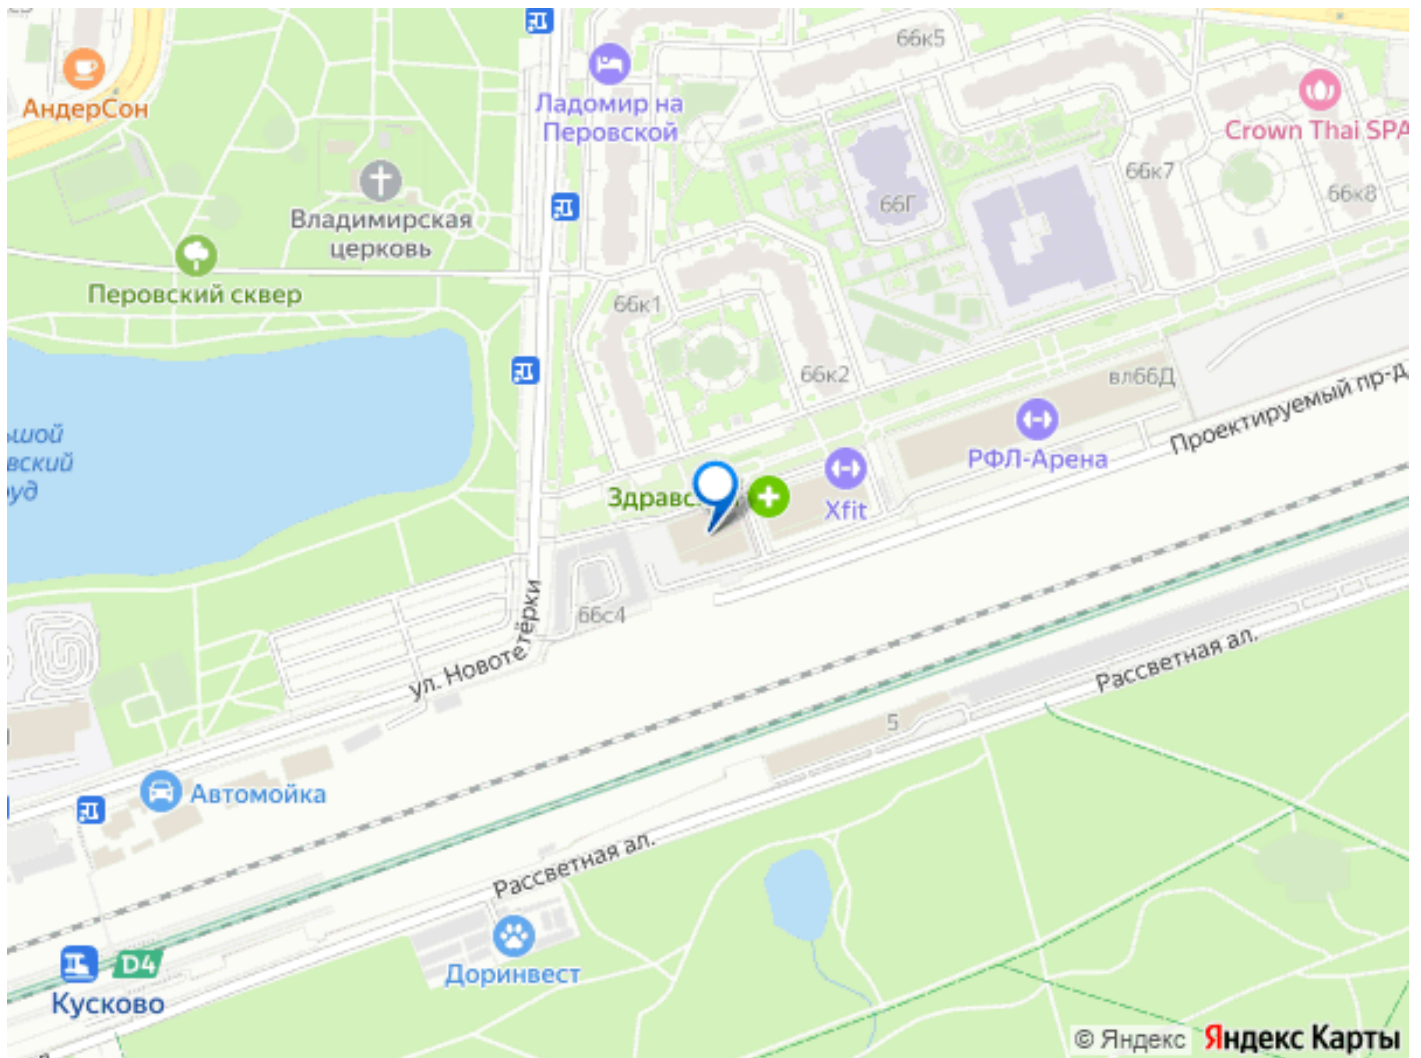 66к5
АндерСон
Ладомир на
Перовской
Crown Thai SPA
Владимирская
церковь
66к7
66Г
66к8
Перовский сквер
66к1
66к2
вл66Д
Проектируемый пр-д
РФЛ-Арена
Xfit
66с4
ул. Новотетёрки
Рассветная ал.
5
Автомойка
Рассветная ал.
D4
Кусково
Доринвест
© Яндекс Яндекс Карты